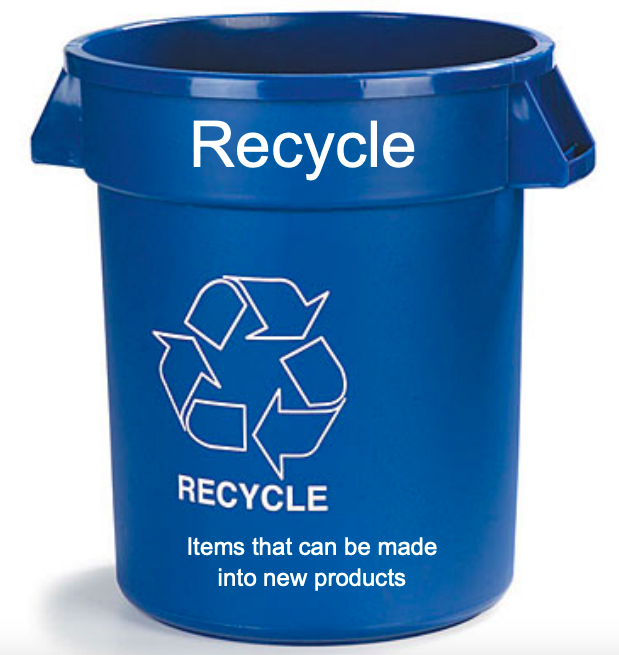 Recycle
RECYCLE
Items that can be made
into new products